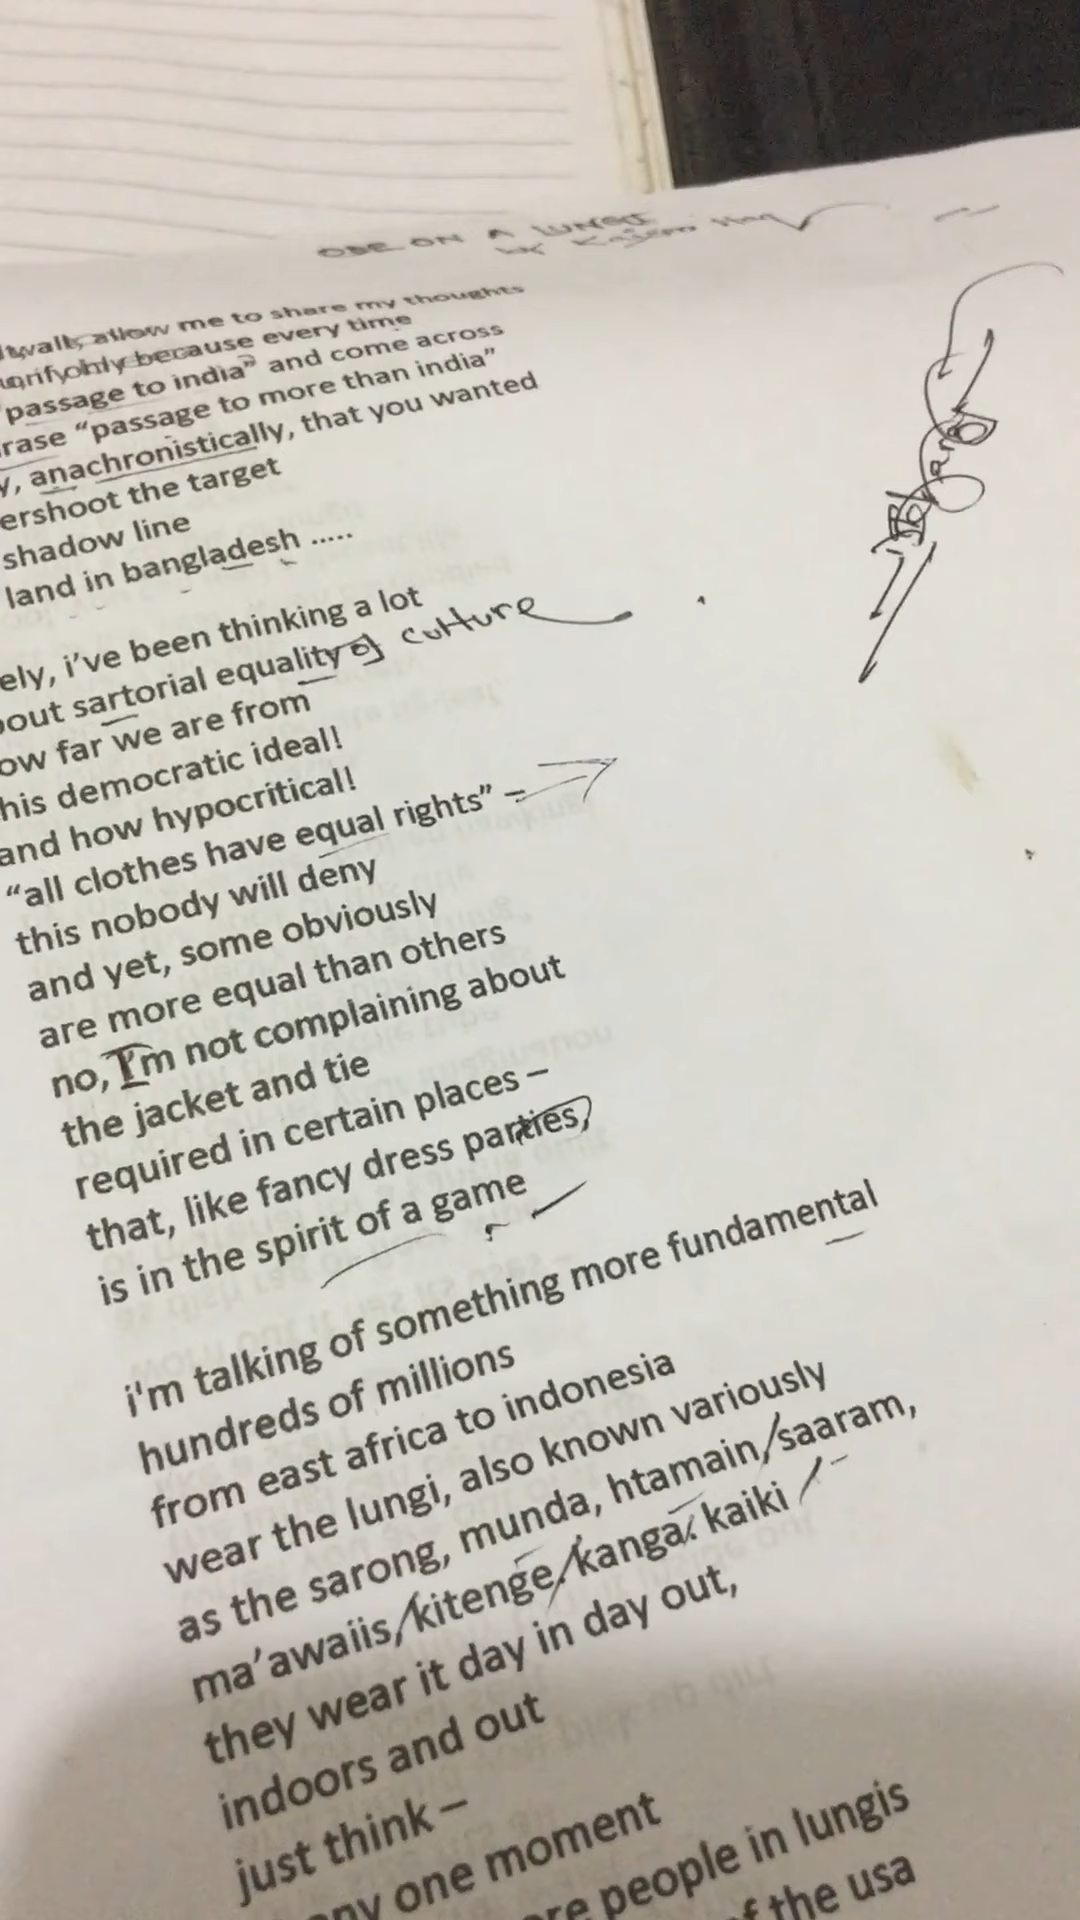 ODE ON A LUNGI
by Kaiser Haq
walt, allow me to share my thoughts
only because every time
passage to india” and come across
“passage to more than india”
anachronistically, that you wanted
the target
shadow line
land in bangladesh .....
i’ve been thinking a lot
sartorial equality of culture
far we are from
democratic ideal!
and how hypocritical!
“all clothes have equal rights” –
this nobody will deny
and yet, some obviously
are more equal than others
no, I'm not complaining about
the jacket and tie
required in certain places –
that, like fancy dress parties,
is in the spirit of a game
i'm talking of something more fundamental
hundreds of millions
from east africa to indonesia
wear the lungi, also known variously
as the sarong, munda, htamain, saaram,
ma’awaiis, kitenge. kanga. kaiki
they wear it day in day out,
indoors and out
just think –
one moment
people in lungis
the usa